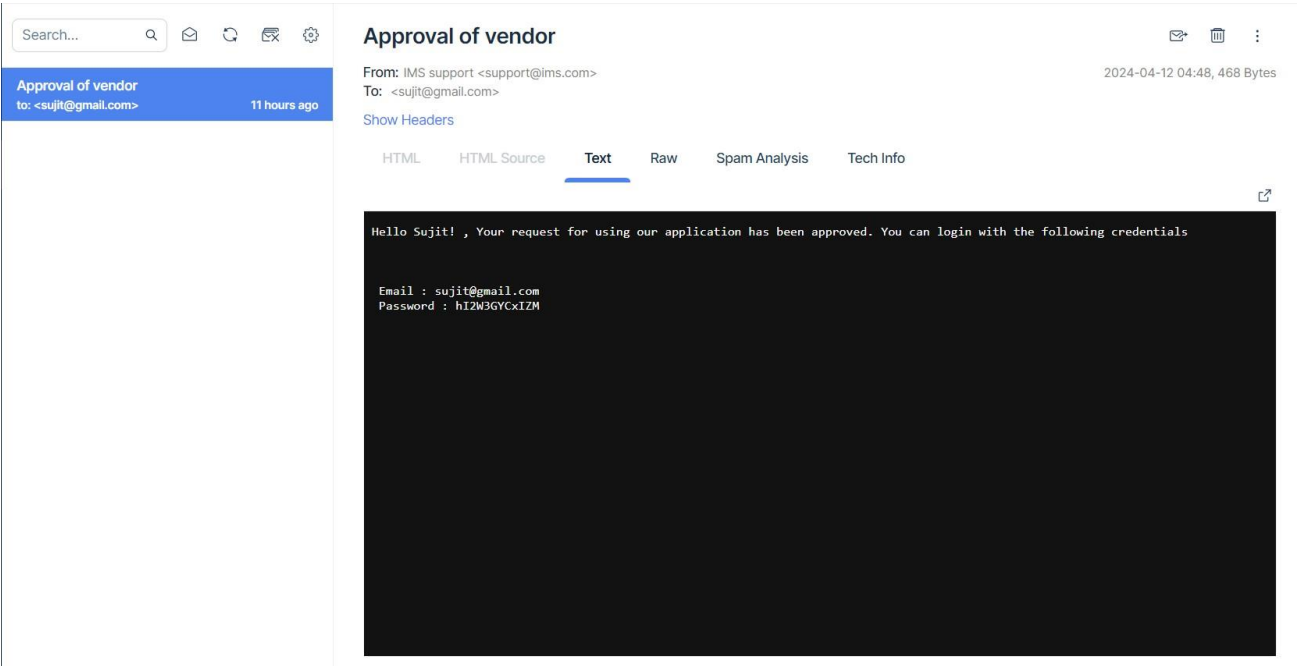 Search...
Approval of vendor
to: <sujit@gmail.com> 11 hours ago
Approval of vendor
From: IMS support <support@ims.com> 2024-04-12 04:48, 468 Bytes
To: <sujit@gmail.com>
Show Headers
HTML HTML Source Text Raw Spam Analysis Tech Info
Hello Sujit! , Your request for using our application has been approved. You can login with the following credentials
Email : sujit@gmail.com
Password : hI2W3GYCxIZM